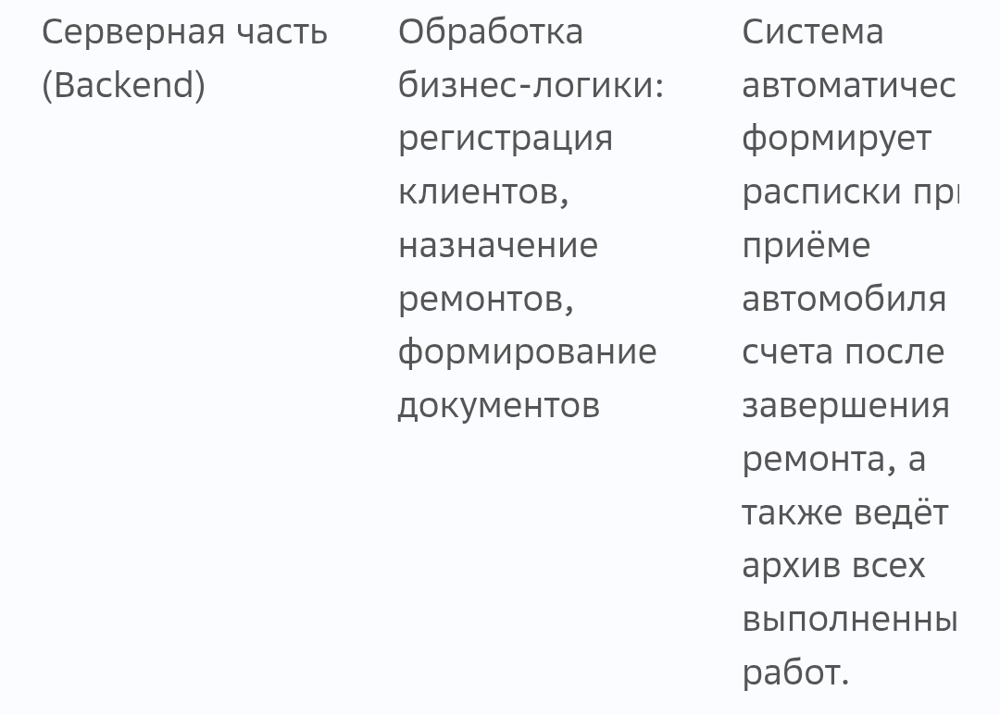 Серверная часть
(Backend)
Обработка
бизнес-логики:
регистрация
клиентов,
назначение
ремонтов,
формирование
документов
Система
автоматичес
формирует
расписки пр
приёме
автомобиля
счета после
завершения
ремонта, а
также ведёт
архив всех
выполненны
работ.